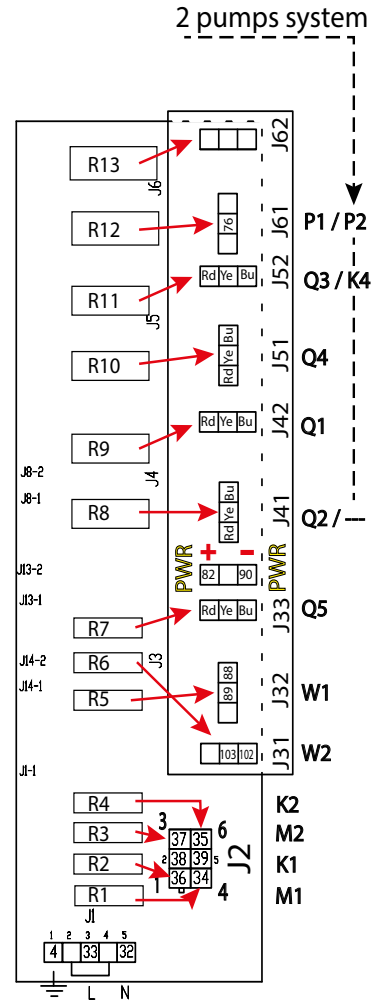 2 pumps system
J62
R13
J6
R12
76
J61
P1 / P2
R11
Rd Ye Bu
J52
Q3 / K4
J5
R10
Rd Ye Bu
J51
Q4
R9
Rd Ye Bu
J42
Q1
J8-2
J4
J8-1
R8
Rd Ye Bu
J41
Q2 / ---
PWR
+ -
PWR
J13-2
82 90
J13-1
R7
Rd Ye Bu
J33
Q5
J14-2
R6
J3
J14-1
R5
89 88
J32
W1
103 102
J31
W2
J1-1
R4
K2
3 6
R3
37 35
M2
R2
2 38 39 5
J2
K1
R1
36 34
1 4
M1
J1
1 2 3 4 5
4 33 32
L N